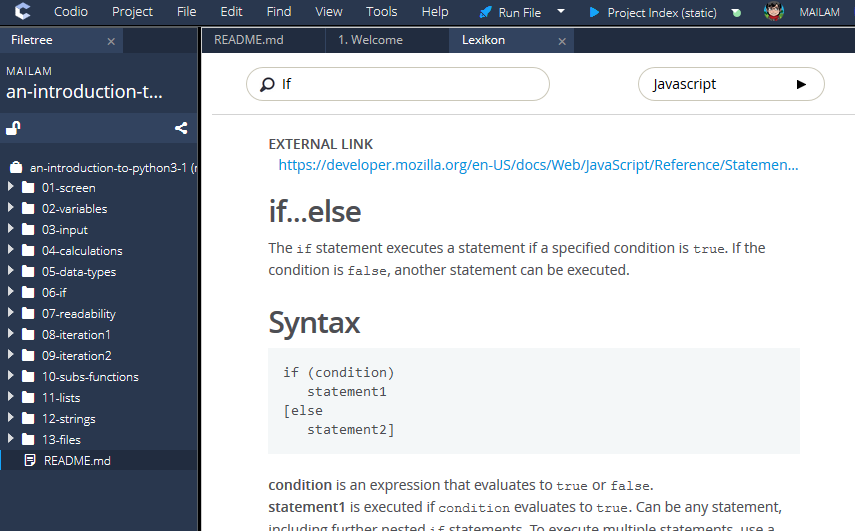 Codio Project File Edit Find View Tools Help Run File Project Index (static) MAILAM
Filetree README.md 1. Welcome Lexikon
MAILAM
an-introduction-t...
an-introduction-to-python3-1 (r
01-screen
02-variables
03-input
04-calculations
05-data-types
06-if
07-readability
08-iteration1
09-iteration2
10-subs-functions
11-lists
12-strings
13-files
README.md
If
Javascript
EXTERNAL LINK
https://developer.mozilla.org/en-US/docs/Web/JavaScript/Reference/Statemen...
if...else
The if statement executes a statement if a specified condition is true. If the
condition is false, another statement can be executed.
Syntax
if (condition)
   statement1
[else
   statement2]
condition is an expression that evaluates to true or false.
statement1 is executed if condition evaluates to true. Can be any statement,
including further nested if statements. To execute multiple statements, use a